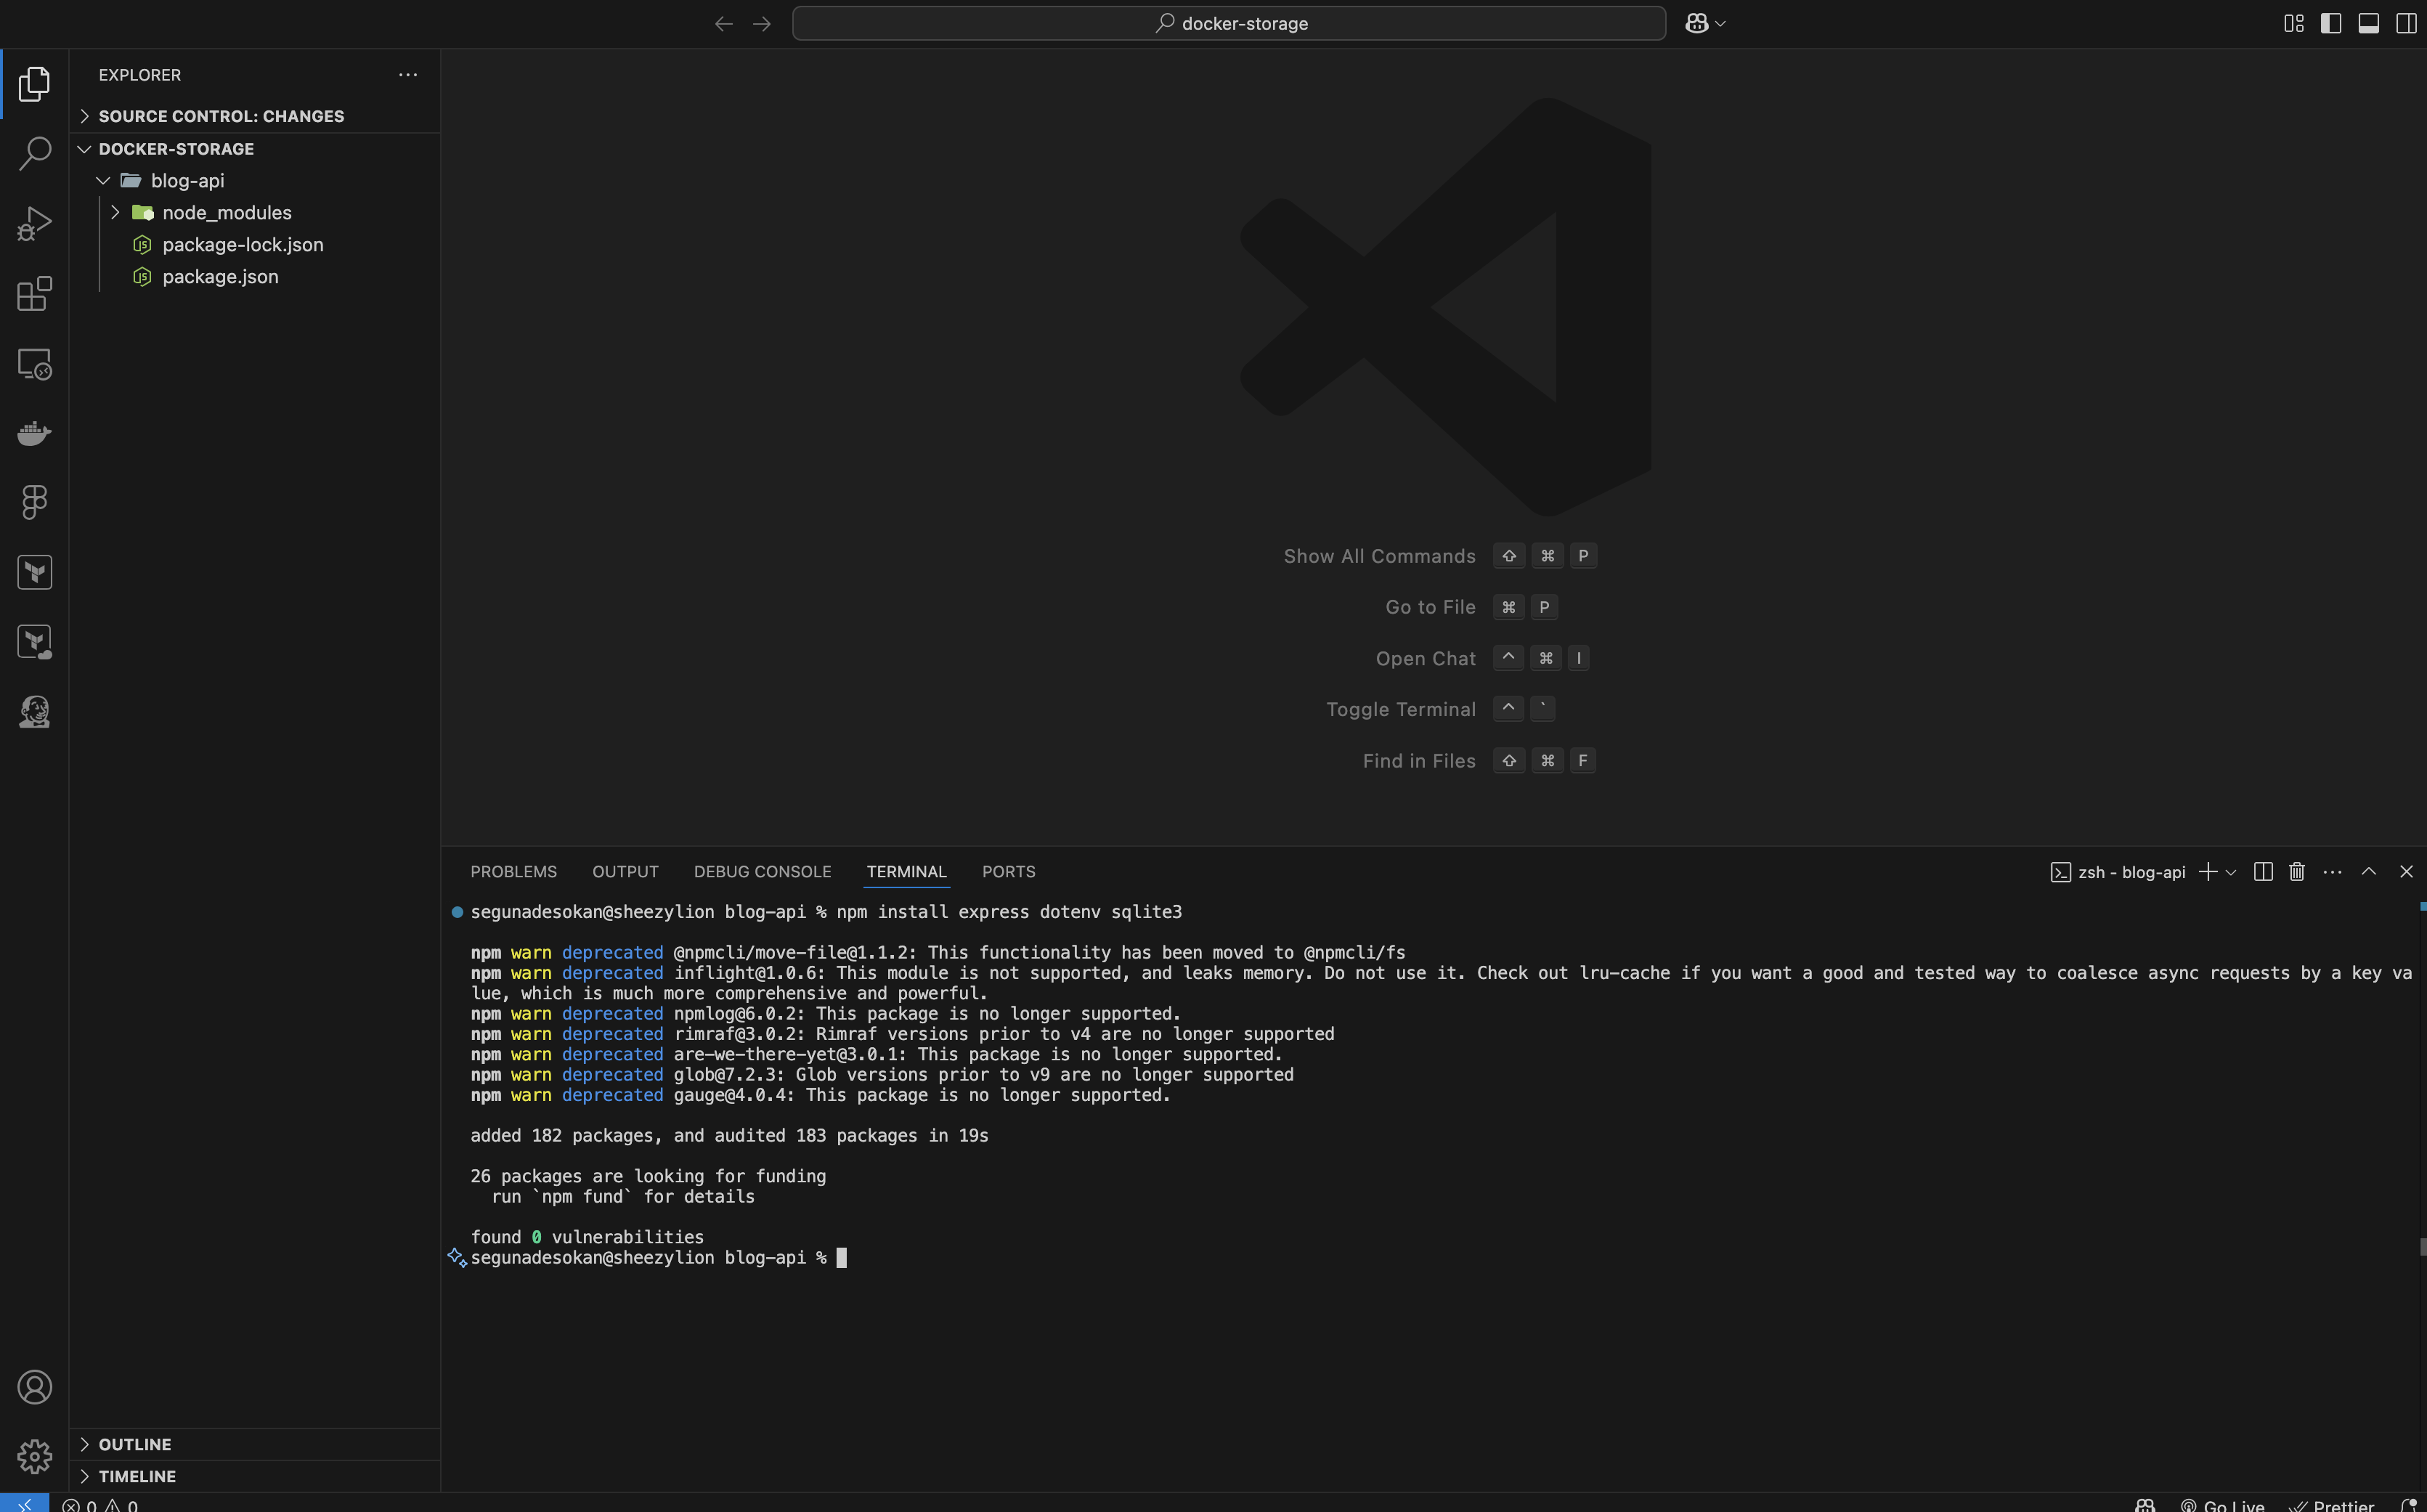 docker-storage
EXPLORER
SOURCE CONTROL: CHANGES
DOCKER-STORAGE
blog-api
node_modules
package-lock.json
package.json
Show All Commands ⇧ ⌘ P
Go to File ⌘ P
Open Chat ^ ⌘ I
Toggle Terminal ^ `
Find in Files ⇧ ⌘ F
PROBLEMS OUTPUT DEBUG CONSOLE TERMINAL PORTS
zsh - blog-api
segunadesokan@sheezylion blog-api % npm install express dotenv sqlite3
npm warn deprecated @npmcli/move-file@1.1.2: This functionality has been moved to @npmcli/fs
npm warn deprecated inflight@1.0.6: This module is not supported, and leaks memory. Do not use it. Check out lru-cache if you want a good and tested way to coalesce async requests by a key va
lue, which is much more comprehensive and powerful.
npm warn deprecated npmlog@6.0.2: This package is no longer supported.
npm warn deprecated rimraf@3.0.2: Rimraf versions prior to v4 are no longer supported
npm warn deprecated are-we-there-yet@3.0.1: This package is no longer supported.
npm warn deprecated glob@7.2.3: Glob versions prior to v9 are no longer supported
npm warn deprecated gauge@4.0.4: This package is no longer supported.
added 182 packages, and audited 183 packages in 19s
26 packages are looking for funding
run `npm fund` for details
found 0 vulnerabilities
segunadesokan@sheezylion blog-api %
OUTLINE
TIMELINE
0 0
Go Live Prettier